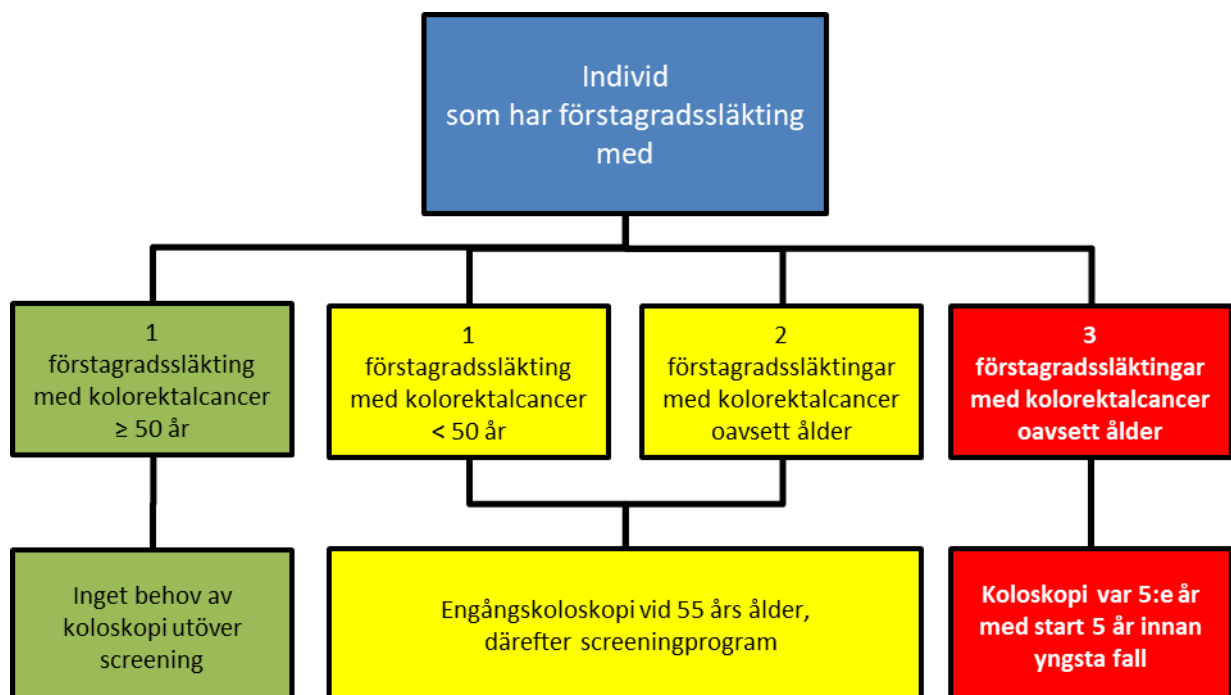 Individ
som har förstagradssläkting
med
1
förstagradssläkting
med kolorektalcancer
≥ 50 år
1
förstagradssläkting
med kolorektalcancer
< 50 år
2
förstagradssläktingar
med kolorektalcancer
oavsett ålder
3
förstagradssläktingar
med kolorektalcancer
oavsett ålder
Inget behov av
koloskopi utöver
screening
Engångskoloskopi vid 55 års ålder,
därefter screeningprogram
Koloskopi var 5:e år
med start 5 år innan
yngsta fall